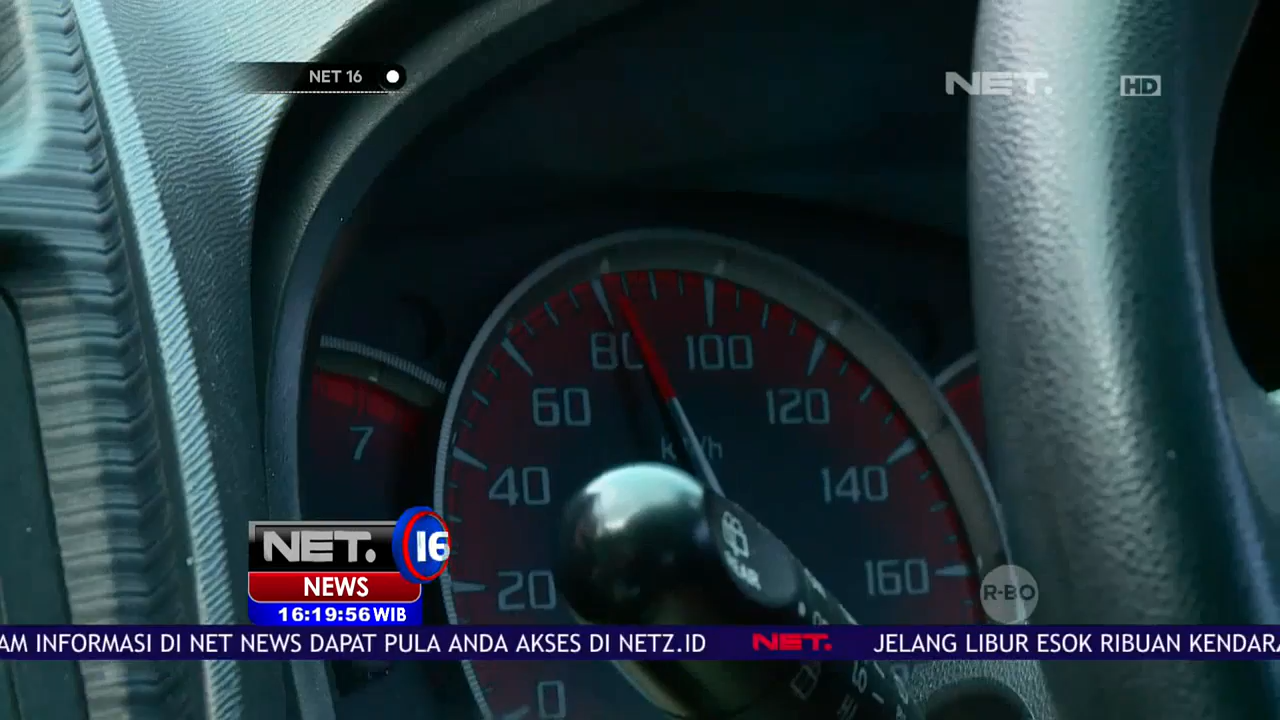 NET 16
NET.
HD
80
100
60
120
km/h
7
40
140
20
160
0
NET. 16
NEWS
16:19:56 WIB
R-BO
AM INFORMASI DI NET NEWS DAPAT PULA ANDA AKSES DI NETZ.ID NET. JELANG LIBUR ESOK RIBUAN KENDARA